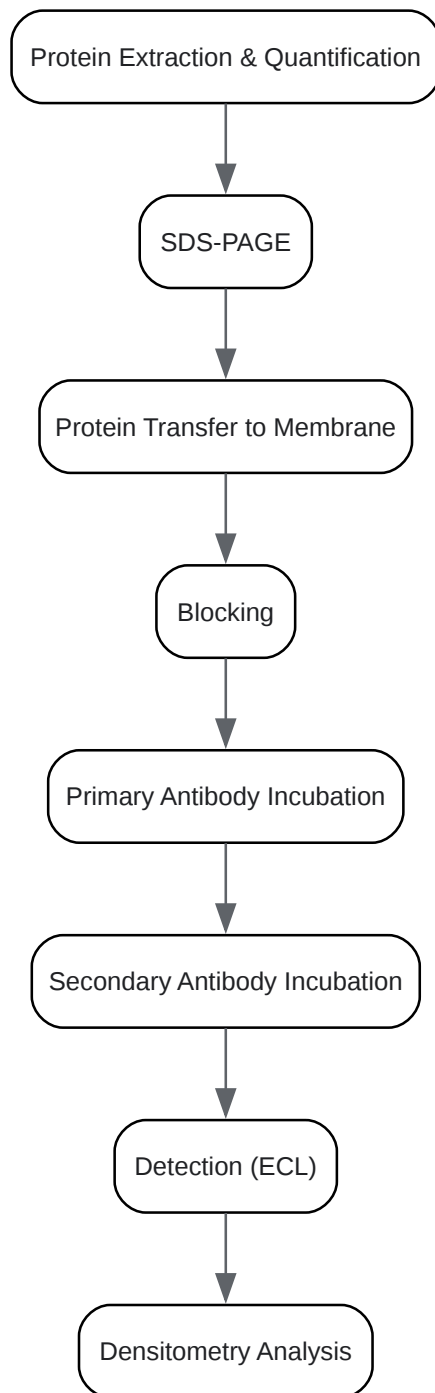 Protein Extraction & Quantification
SDS-PAGE
Protein Transfer to Membrane
Blocking
Primary Antibody Incubation
Secondary Antibody Incubation
Detection (ECL)
Densitometry Analysis